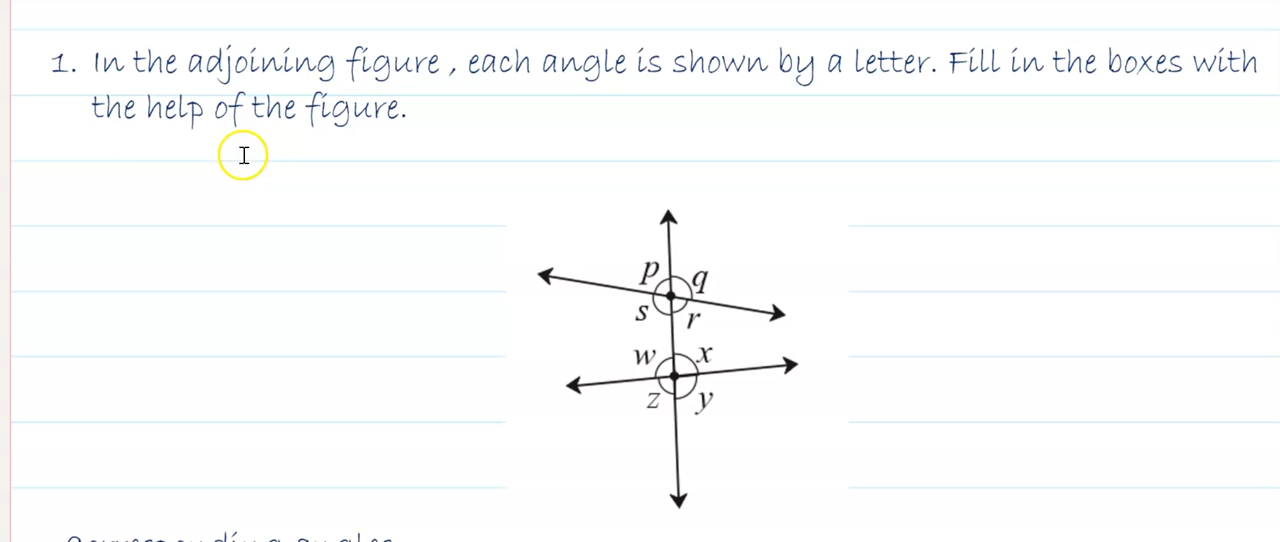 1. In the adjoining figure, each angle is shown by a letter. Fill in the boxes with
the help of the figure.
p q
s r
w x
z y